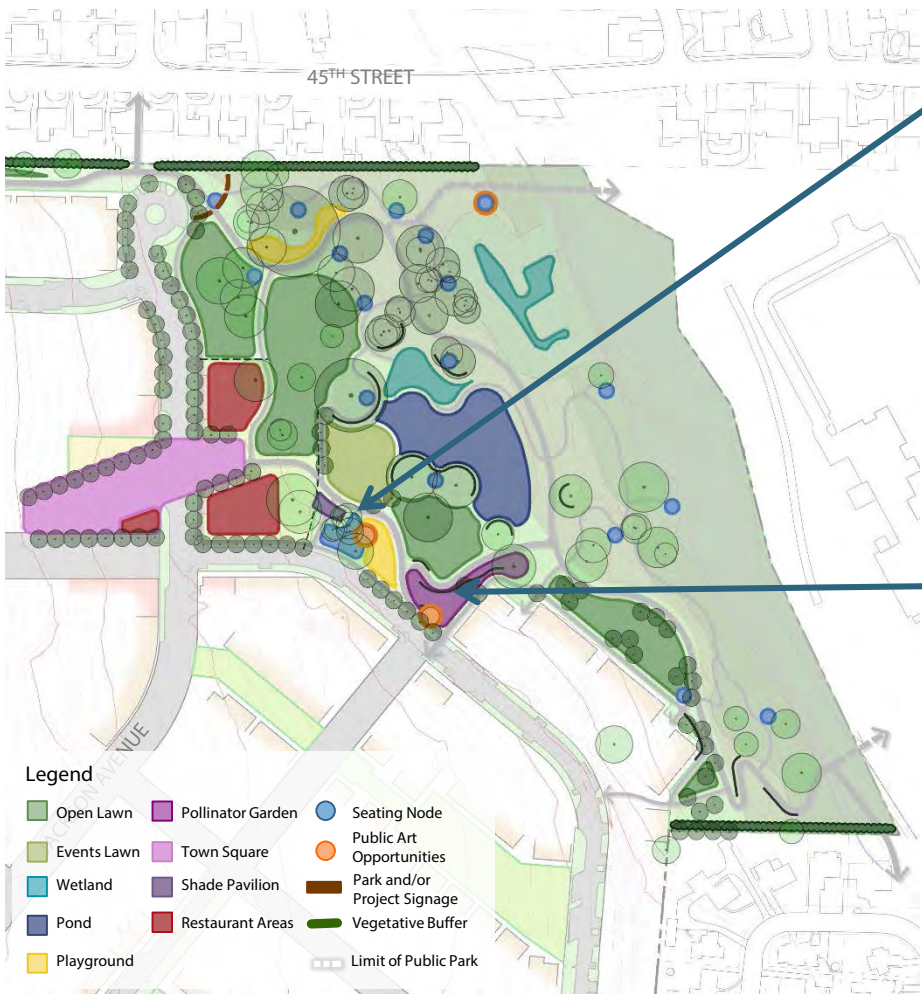 45TH STREET
JACKSON AVENUE
Legend
Open Lawn
Events Lawn
Wetland
Pond
Playground
Pollinator Garden
Town Square
Shade Pavilion
Restaurant Areas
Seating Node
Public Art
Opportunities
Park and/or
Project Signage
Vegetative Buffer
Limit of Public Park